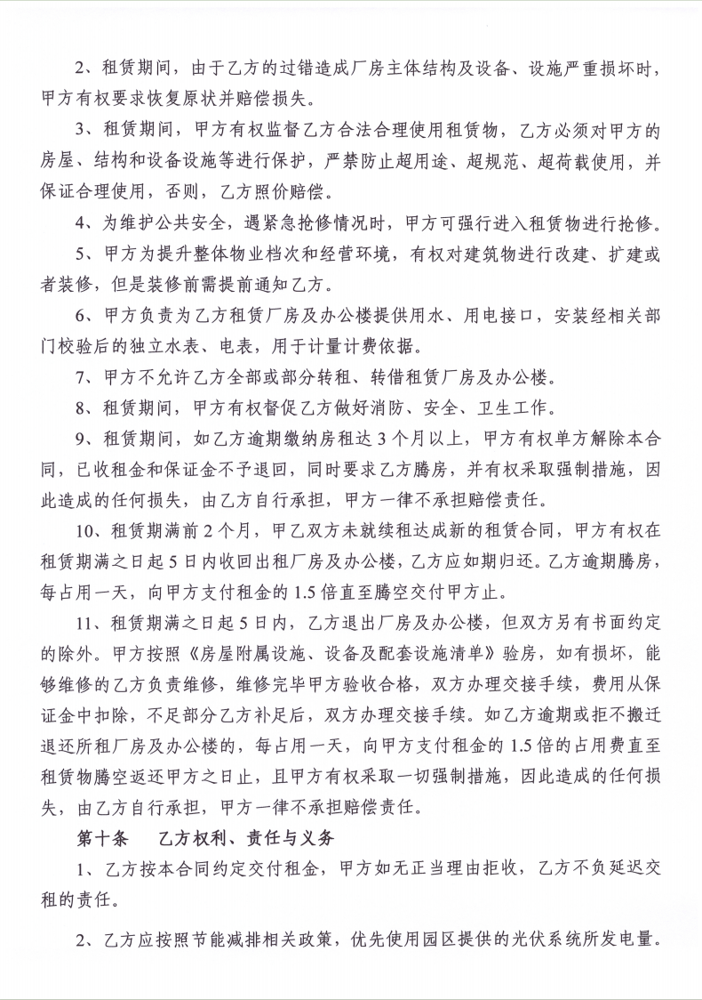 2、租赁期间，由于乙方的过错造成厂房主体结构及设备、设施严重损坏时，
甲方有权要求恢复原状并赔偿损失。
3、租赁期间，甲方有权监督乙方合法合理使用租赁物，乙方必须对甲方的
房屋、结构和设备设施等进行保护，严禁防止超用途、超规范、超荷载使用，并
保证合理使用，否则，乙方照价赔偿。
4、为维护公共安全，遇紧急抢修情况时，甲方可强行进入租赁物进行抢修。
5、甲方为提升整体物业档次和经营环境，有权对建筑物进行改建、扩建或
者装修，但是装修前需提前通知乙方。
6、甲方负责为乙方租赁厂房及办公楼提供用水、用电接口，安装经相关部
门校验后的独立水表、电表，用于计量计费依据。
7、甲方不允许乙方全部或部分转租、转借租赁厂房及办公楼。
8、租赁期间，甲方有权督促乙方做好消防、安全、卫生工作。
9、租赁期间，如乙方逾期缴纳房租达 3 个月以上，甲方有权单方解除本合
同，已收租金和保证金不予退回，同时要求乙方腾房，并有权采取强制措施，因
此造成的任何损失，由乙方自行承担，甲方一律不承担赔偿责任。
10、租赁期满前 2 个月，甲乙双方未就续租达成新的租赁合同，甲方有权在
租赁期满之日起 5 日内收回出租厂房及办公楼，乙方应如期归还。乙方逾期腾房，
每占用一天，向甲方支付租金的 1.5 倍直至腾空交付甲方止。
11、租赁期满之日起 5 日内，乙方退出厂房及办公楼，但双方另有书面约定
的除外。甲方按照《房屋附属设施、设备及配套设施清单》验房，如有损坏，能
够维修的乙方负责维修，维修完毕甲方验收合格，双方办理交接手续，费用从保
证金中扣除，不足部分乙方补足后，双方办理交接手续。如乙方逾期或拒不搬迁
退还所租厂房及办公楼的，每占用一天，向甲方支付租金的 1.5 倍的占用费直至
租赁物腾空返还甲方之日止，且甲方有权采取一切强制措施，因此造成的任何损
失，由乙方自行承担，甲方一律不承担赔偿责任。
第十条 乙方权利、责任与义务
1、乙方按本合同约定交付租金，甲方如无正当理由拒收，乙方不负延迟交
租的责任。
2、乙方应按照节能减排相关政策，优先使用园区提供的光伏系统所发电量。